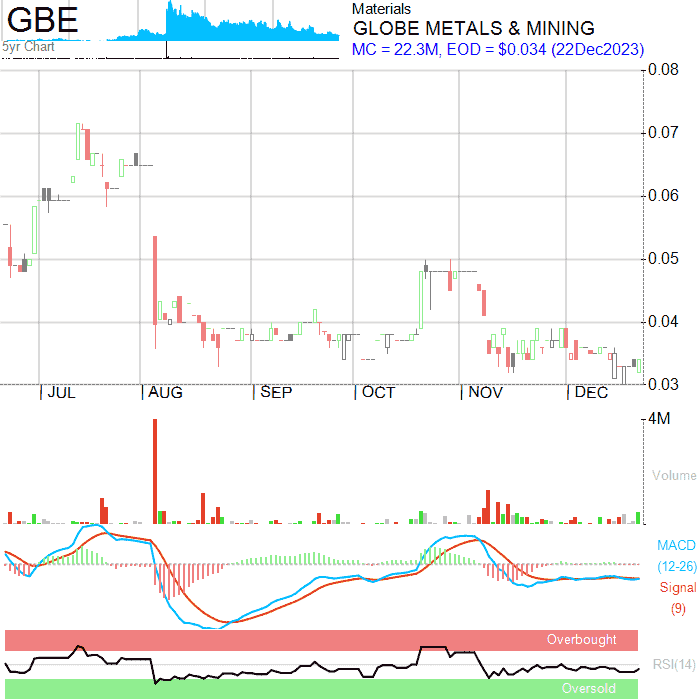 GBE
5yr Chart
Materials
GLOBE METALS & MINING
MC = 22.3M, EOD = $0.034 (22Dec2023)
0.08
0.07
0.06
0.05
0.04
0.03
JUL
AUG
SEP
OCT
NOV
DEC
4M
Volume
MACD
(12-26)
Signal
(9)
Overbought
RSI(14)
Oversold